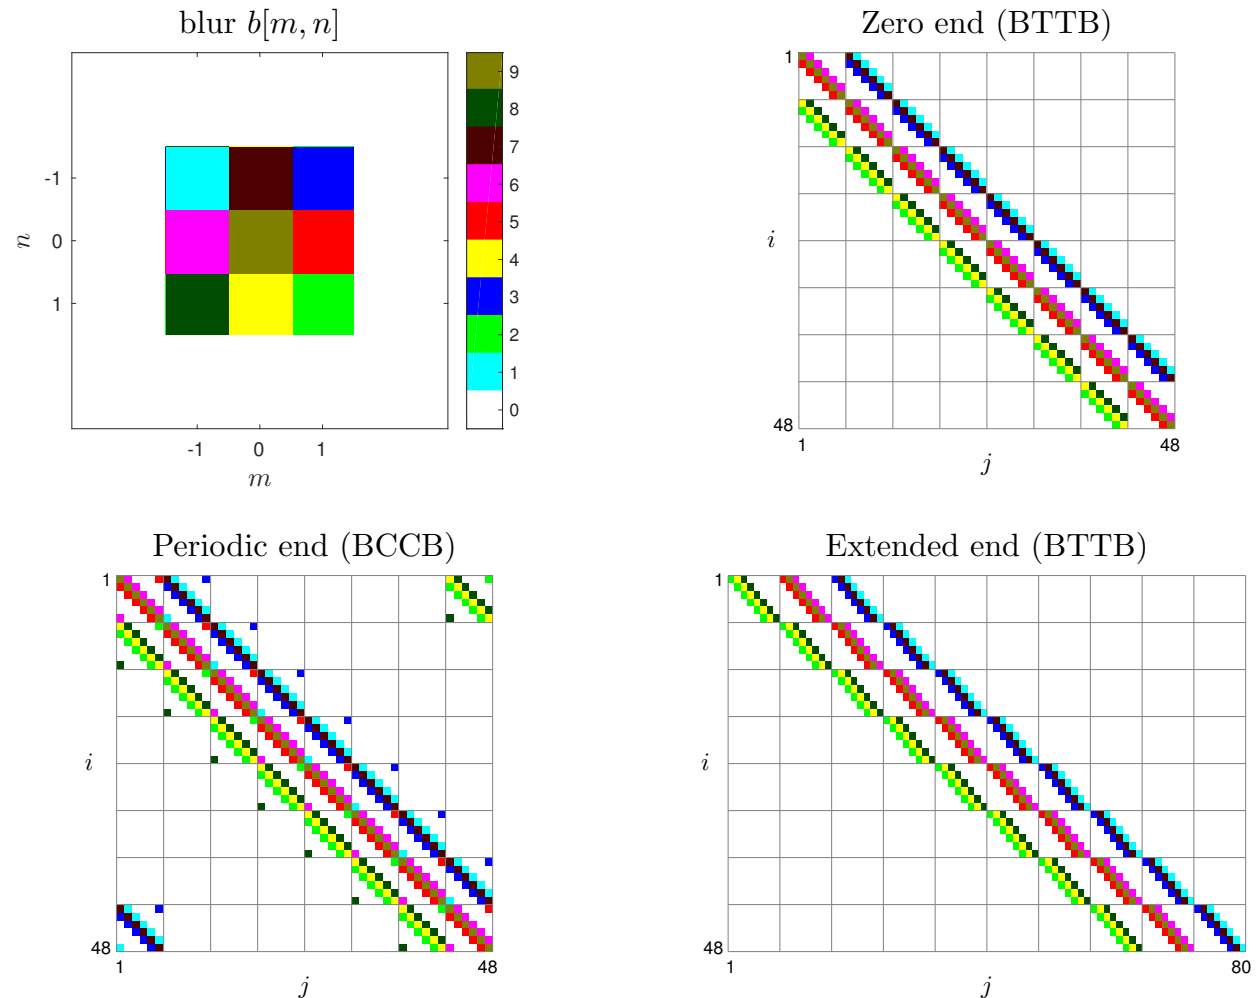 blur b[m, n]
-1
0
1
n
-1 0 1
m
9
8
7
6
5
4
3
2
1
0
Zero end (BTTB)
1
i
48
1 48
j
Periodic end (BCCB)
1
i
48
1 48
j
Extended end (BTTB)
1
i
48
1 80
j